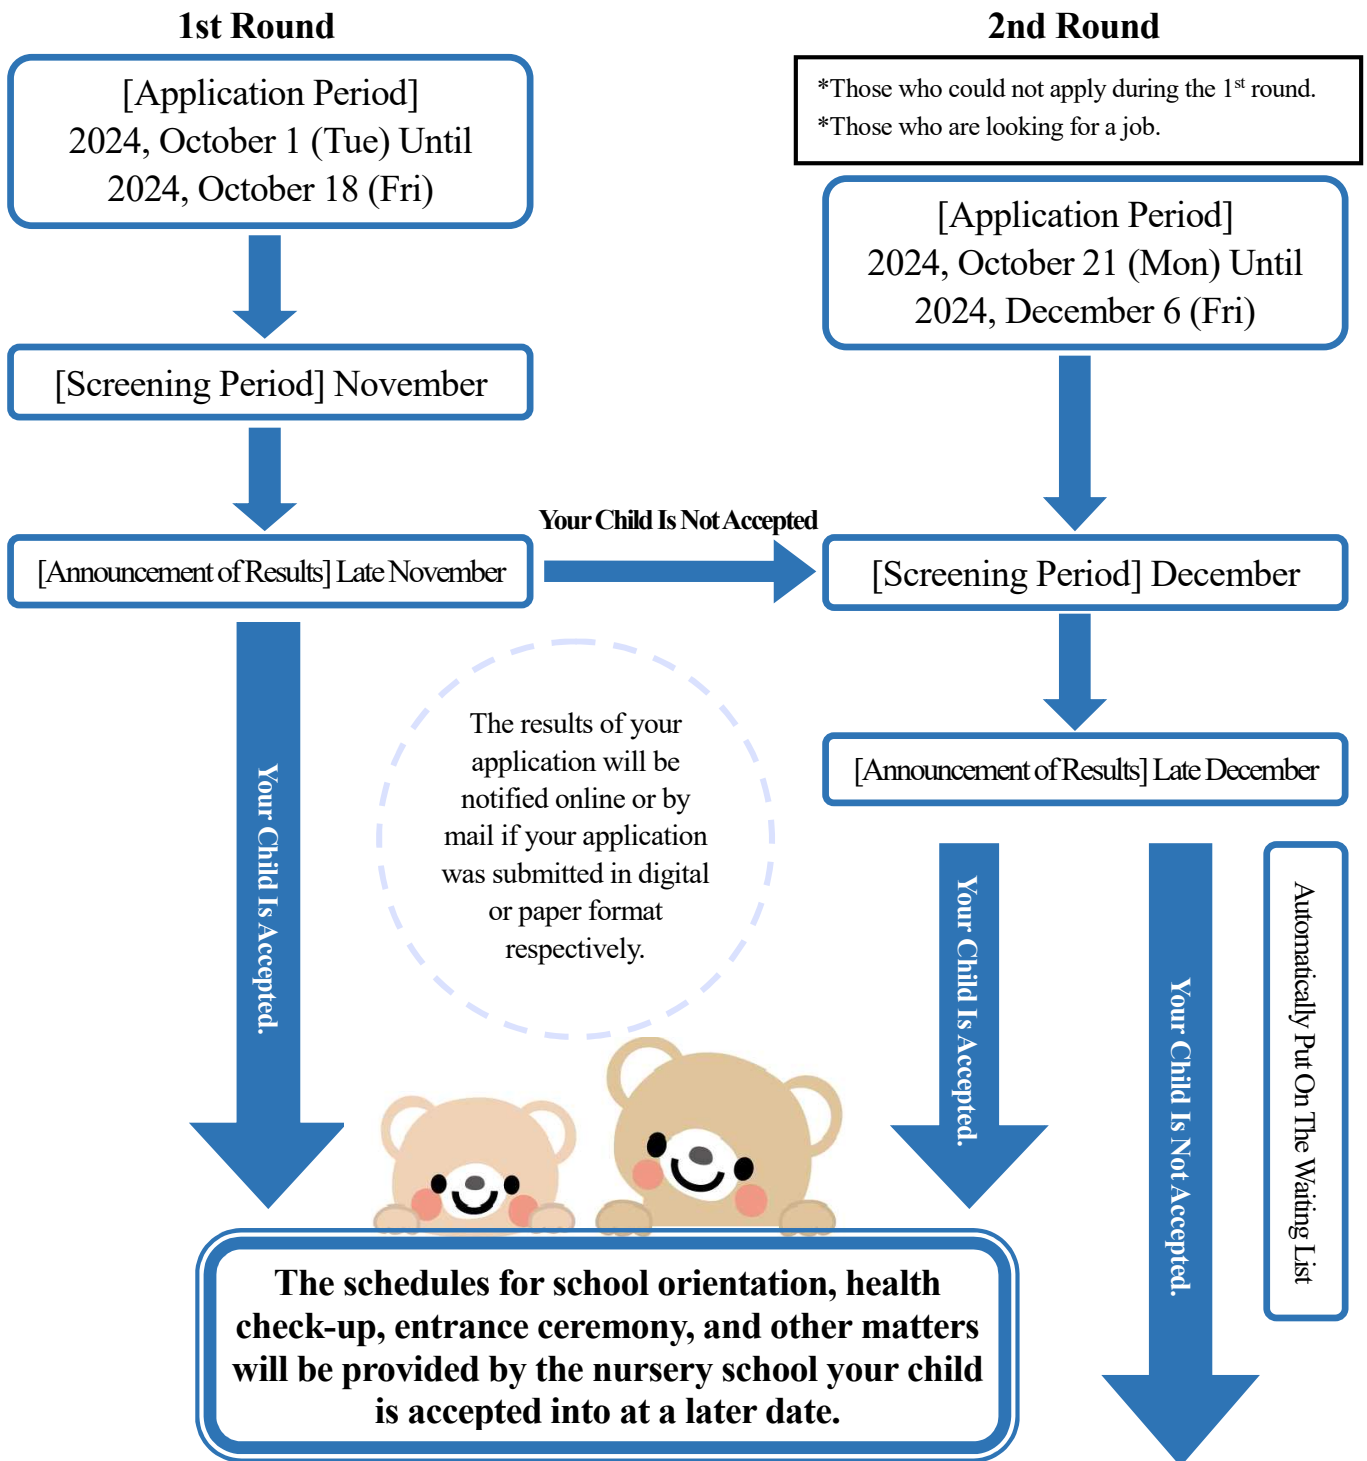 1st Round
[Application Period]
2024, October 1 (Tue) Until
2024, October 18 (Fri)
[Screening Period] November
[Announcement of Results] Late November
Your Child Is Not Accepted
2nd Round
*Those who could not apply during the 1st round.
*Those who are looking for a job.
[Application Period]
2024, October 21 (Mon) Until
2024, December 6 (Fri)
[Screening Period] December
[Announcement of Results] Late December
Your Child Is Accepted.
The results of your
application will be
notified online or by
mail if your application
was submitted in digital
or paper format
respectively.
Your Child Is Accepted.
Your Child Is Not Accepted.
Automatically Put On The Waiting List
The schedules for school orientation, health
check-up, entrance ceremony, and other matters
will be provided by the nursery school your child
is accepted into at a later date.